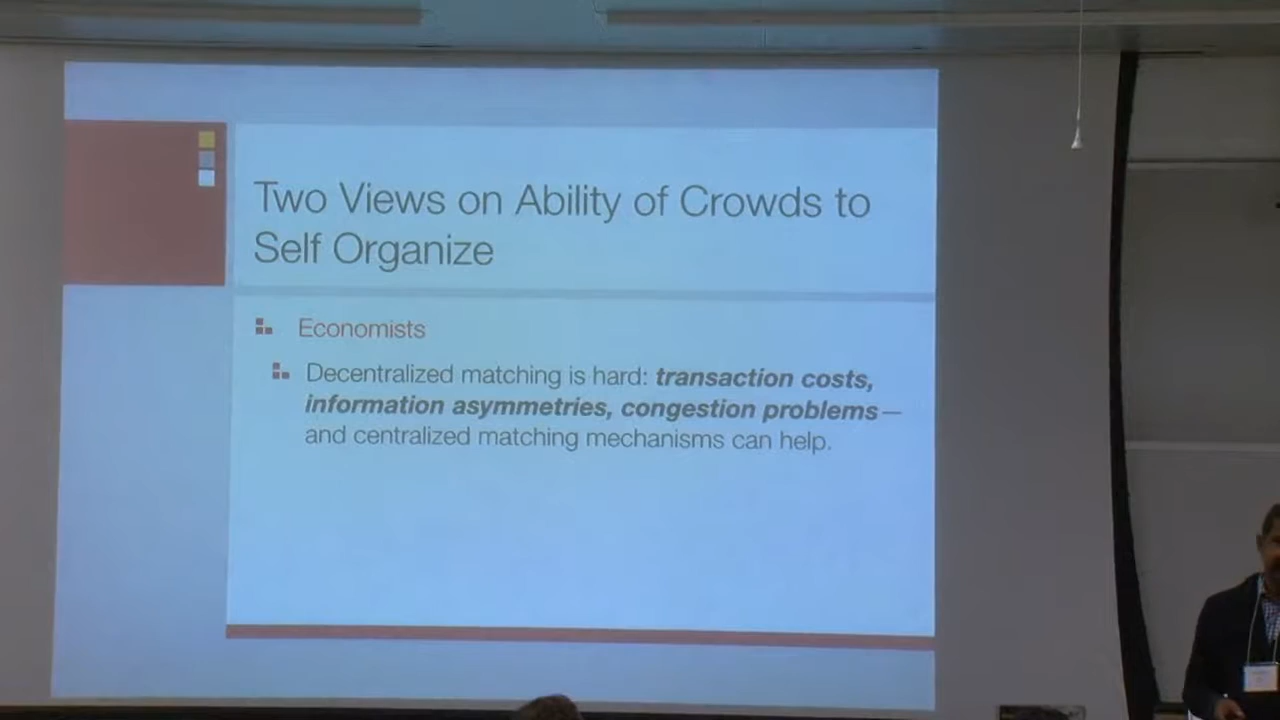 Two Views on Ability of Crowds to
Self Organize
Economists
Decentralized matching is hard: transaction costs,
information asymmetries, congestion problems—
and centralized matching mechanisms can help.